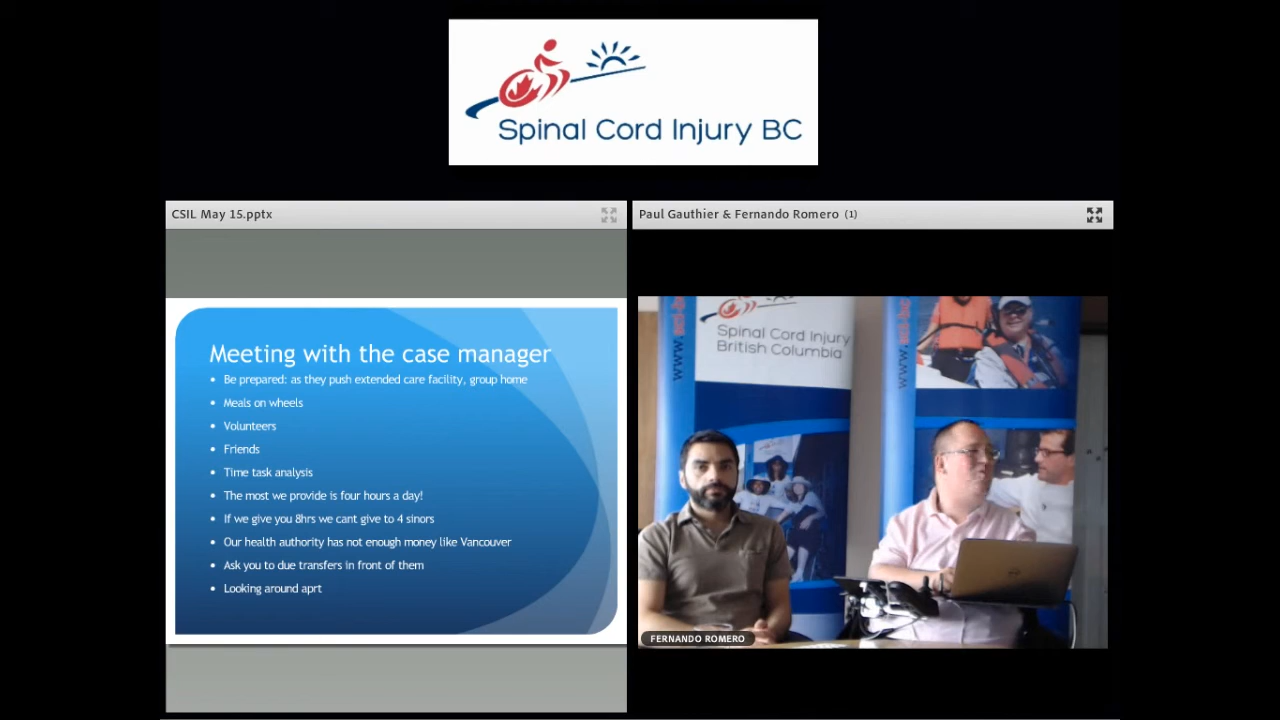 Spinal Cord Injury BC
CSIL May 15.pptx
Paul Gauthier & Fernando Romero (1)
Meeting with the case manager
• Be prepared: as they push extended care facility, group home
• Meals on wheels
• Volunteers
• Friends
• Time task analysis
• The most we provide is four hours a day!
• If we give you 8hrs we cant give to 4 sinors
• Our health authority has not enough money like Vancouver
• Ask you to due transfers in front of them
• Looking around aprt
Spinal Cord Injury
British Columbia
www.
www.
FERNANDO ROMERO